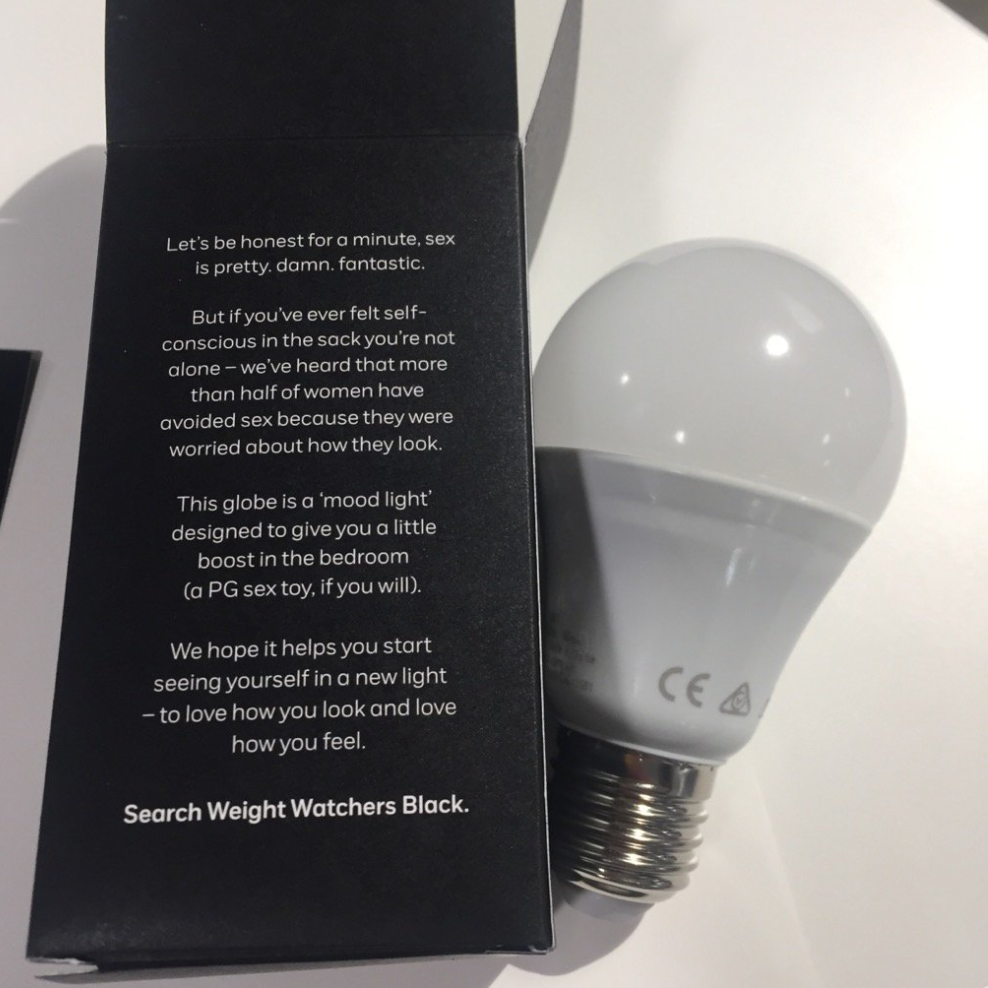 Let's be honest for a minute, sex
is pretty. damn. fantastic.
But if you've ever felt self-
conscious in the sack you're not
alone – we've heard that more
than half of women have
avoided sex because they were
worried about how they look.
This globe is a 'mood light'
designed to give you a little
boost in the bedroom
(a PG sex toy, if you will).
We hope it helps you start
seeing yourself in a new light
– to love how you look and love
how you feel.
Search Weight Watchers Black.
CE